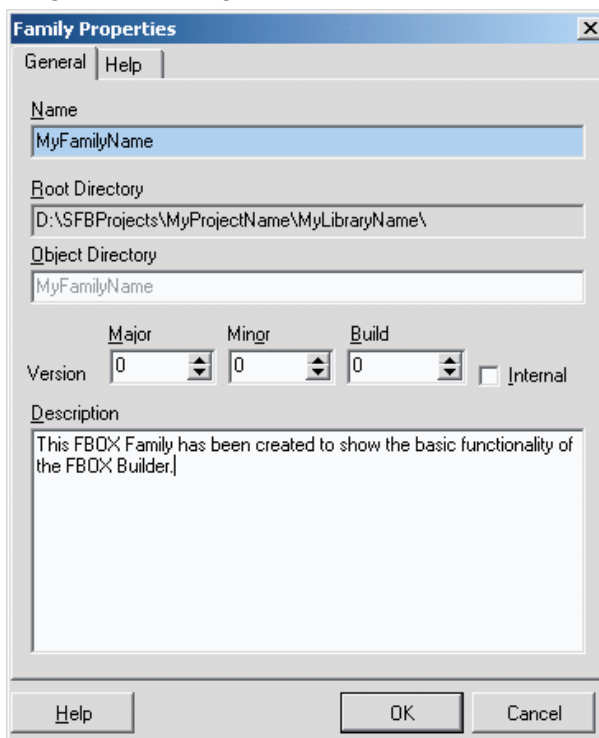 Family Properties
General Help
Name
MyFamilyName
Root Directory
D:\SFBProjects\MyProjectName\MyLibraryName\
Object Directory
MyFamilyName
Major Minor Build
Version 0 0 0 Internal
Description
This FBOX Family has been created to show the basic functionality of
the FBOX Builder.
Help OK Cancel